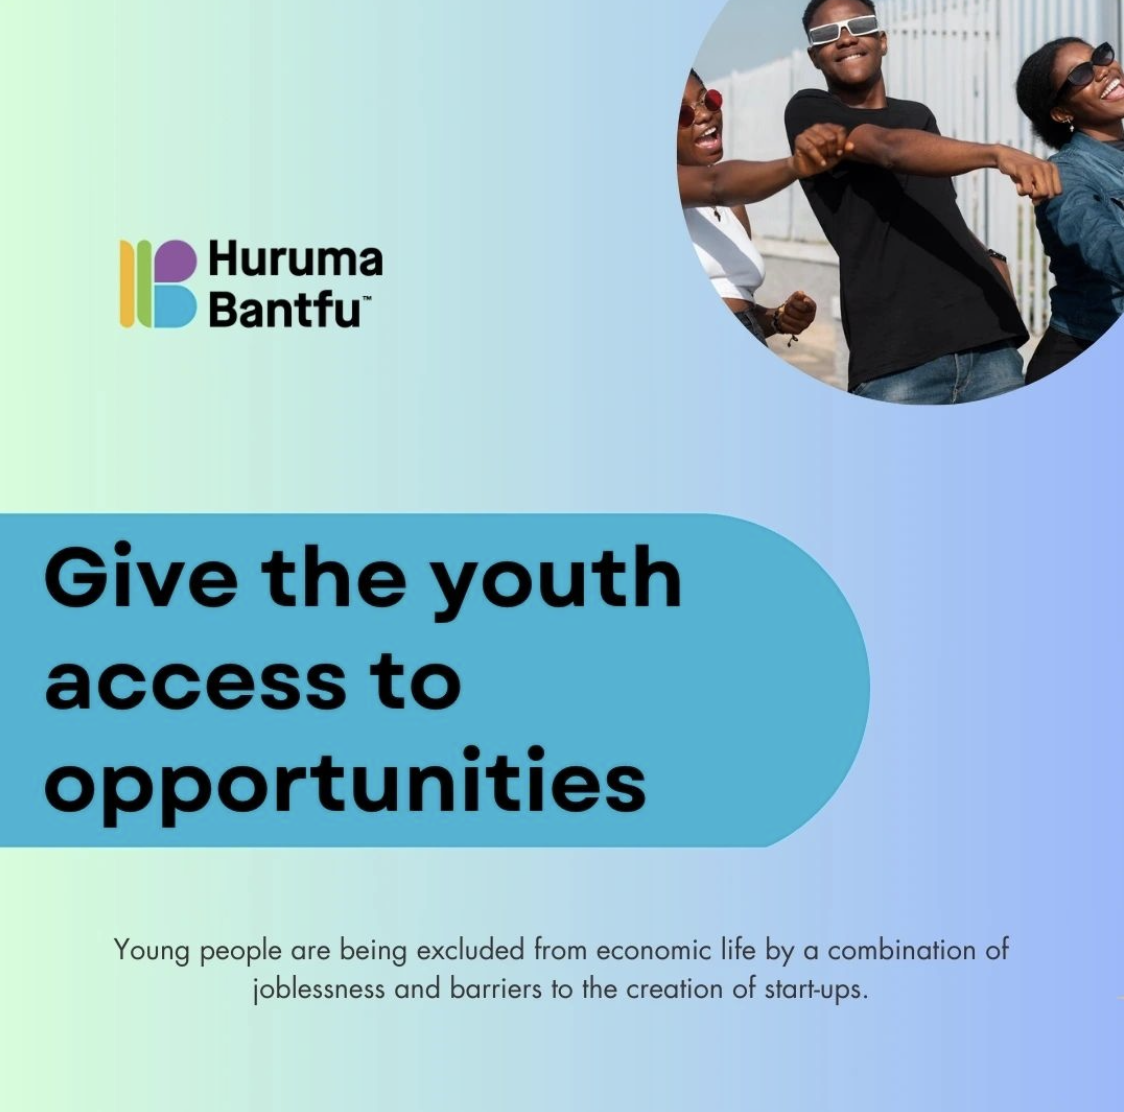 Huruma
Bantfu™
Give the youth
access to
opportunities
Young people are being excluded from economic life by a combination of
joblessness and barriers to the creation of start-ups.